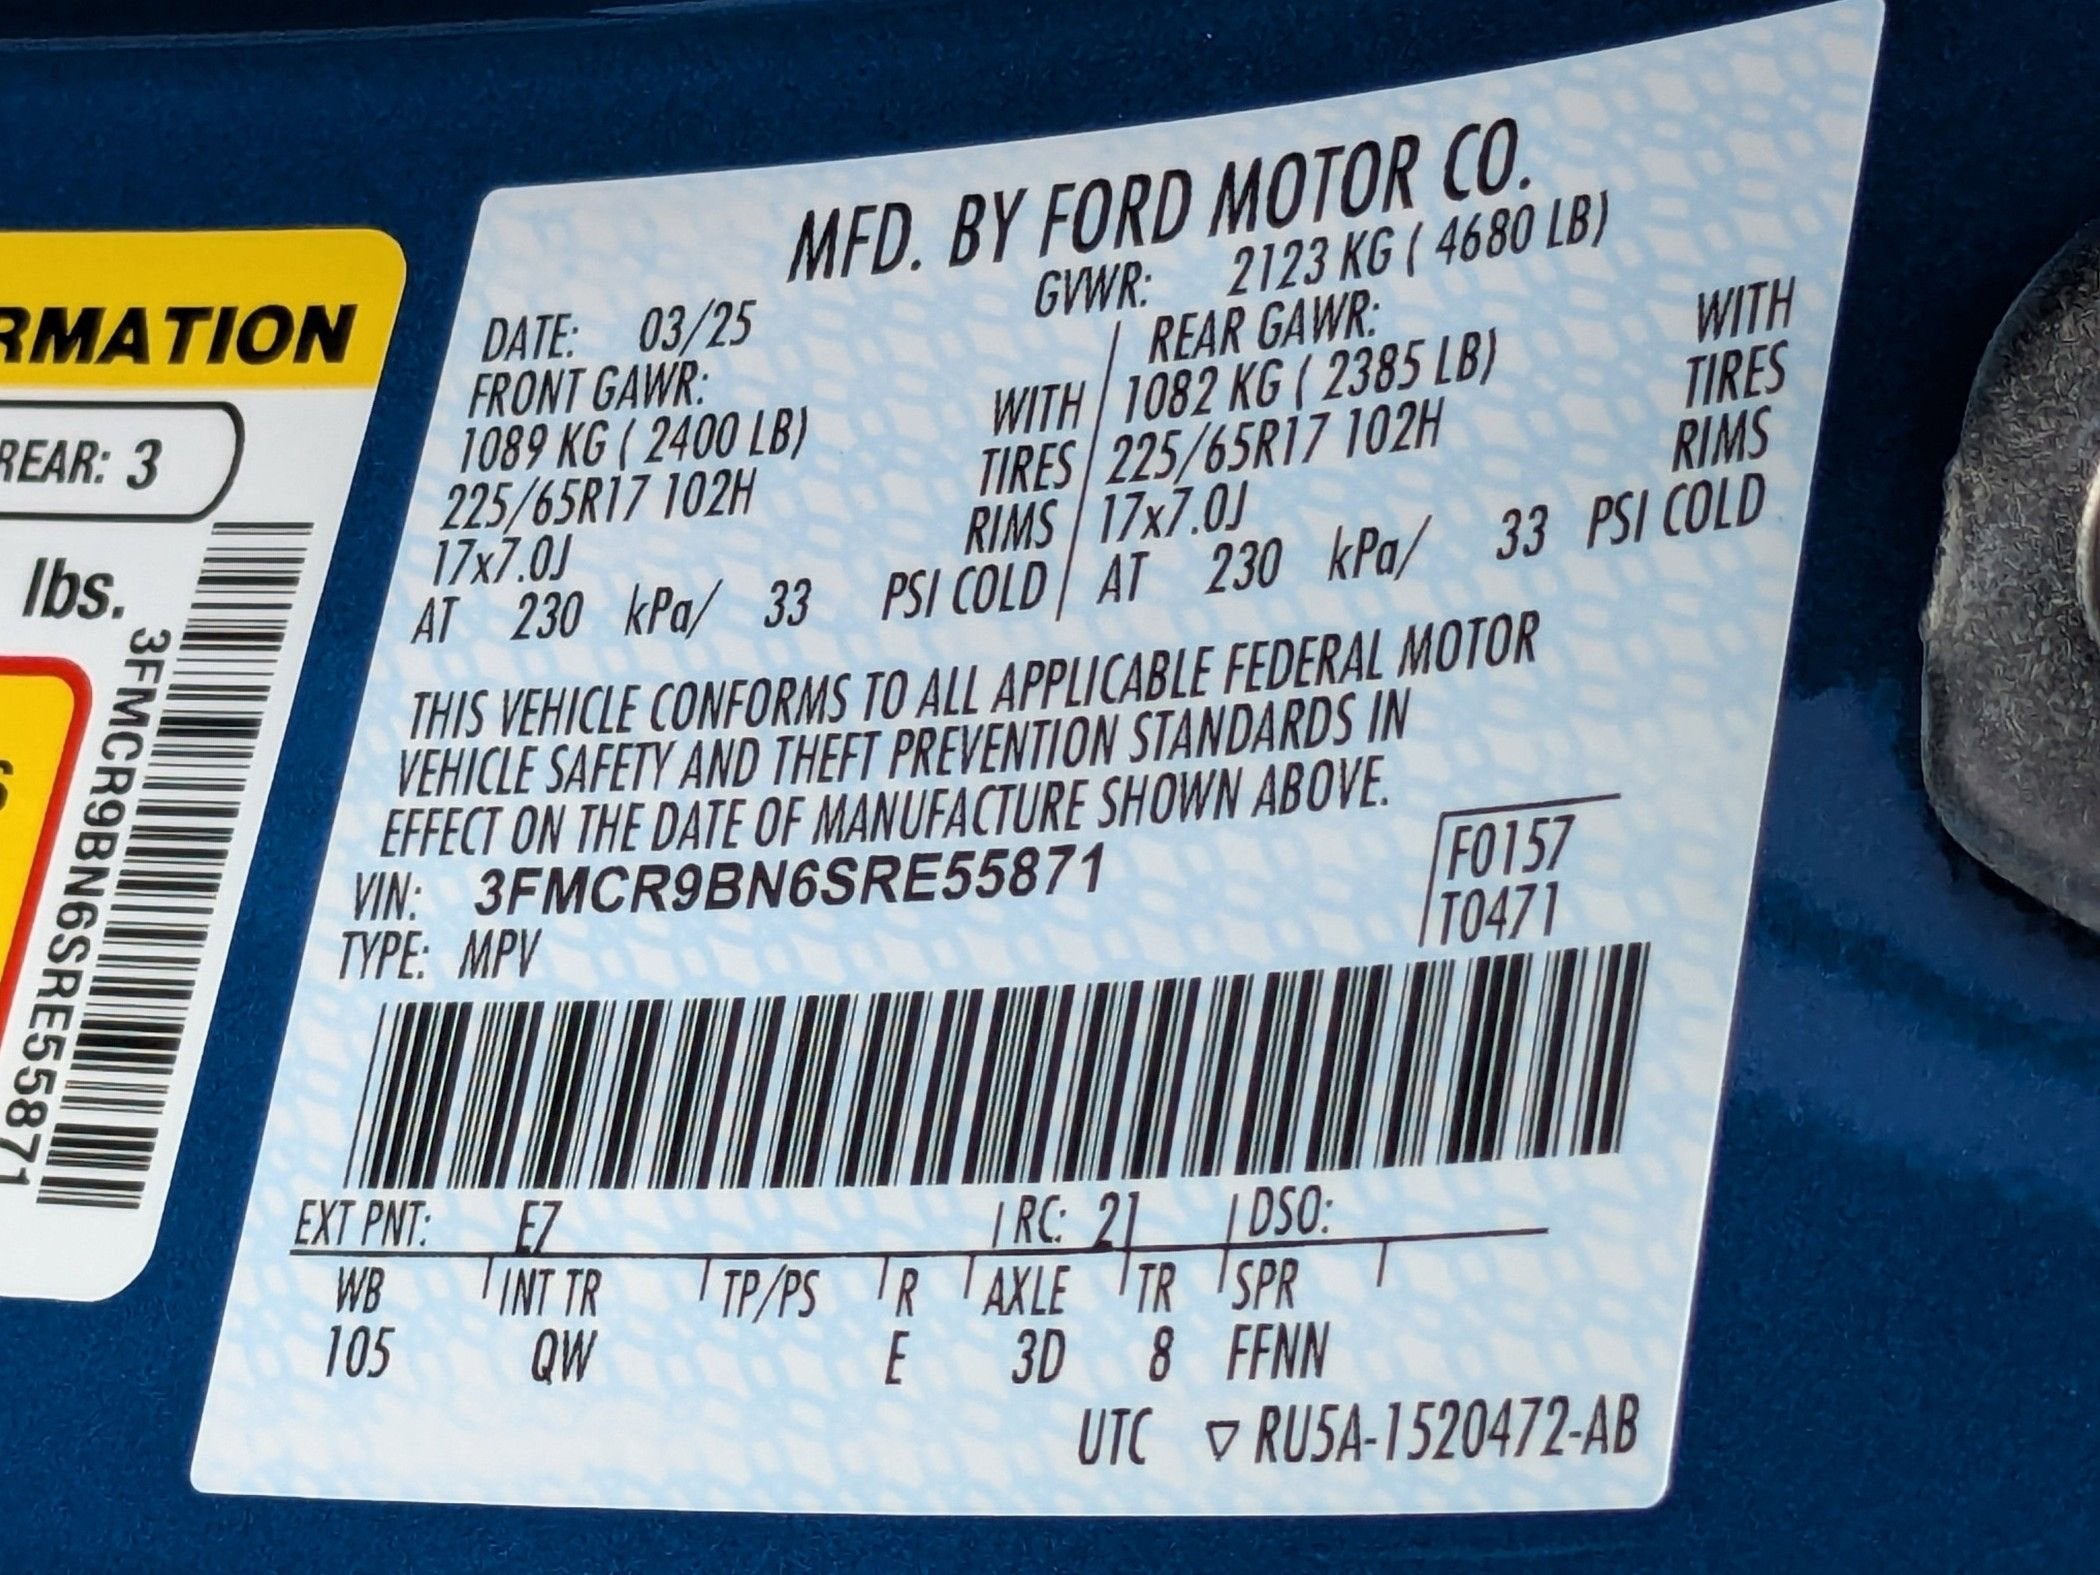 RMATION
REAR: 3
lbs.
3FMCR9BN6SRE55871
MFD. BY FORD MOTOR CO.
DATE: 03/25 GVWR: 2123 KG ( 4680 LB)
FRONT GAWR: REAR GAWR:
1089 KG ( 2400 LB) WITH 1082 KG ( 2385 LB) WITH
225/65R17 102H TIRES 225/65R17 102H TIRES
17x7.0J RIMS 17x7.0J RIMS
AT 230 kPa/ 33 PSI COLD AT 230 kPa/ 33 PSI COLD
THIS VEHICLE CONFORMS TO ALL APPLICABLE FEDERAL MOTOR
VEHICLE SAFETY AND THEFT PREVENTION STANDARDS IN
EFFECT ON THE DATE OF MANUFACTURE SHOWN ABOVE.
VIN: 3FMCR9BN6SRE55871 F0157
TYPE: MPV T0471
EXT PNT: E7 RC: 21 DSO:
WB INT TR TP/PS R AXLE TR SPR
105 QW E 3D 8 FFNN
UTC ▽ RU5A-1520472-AB